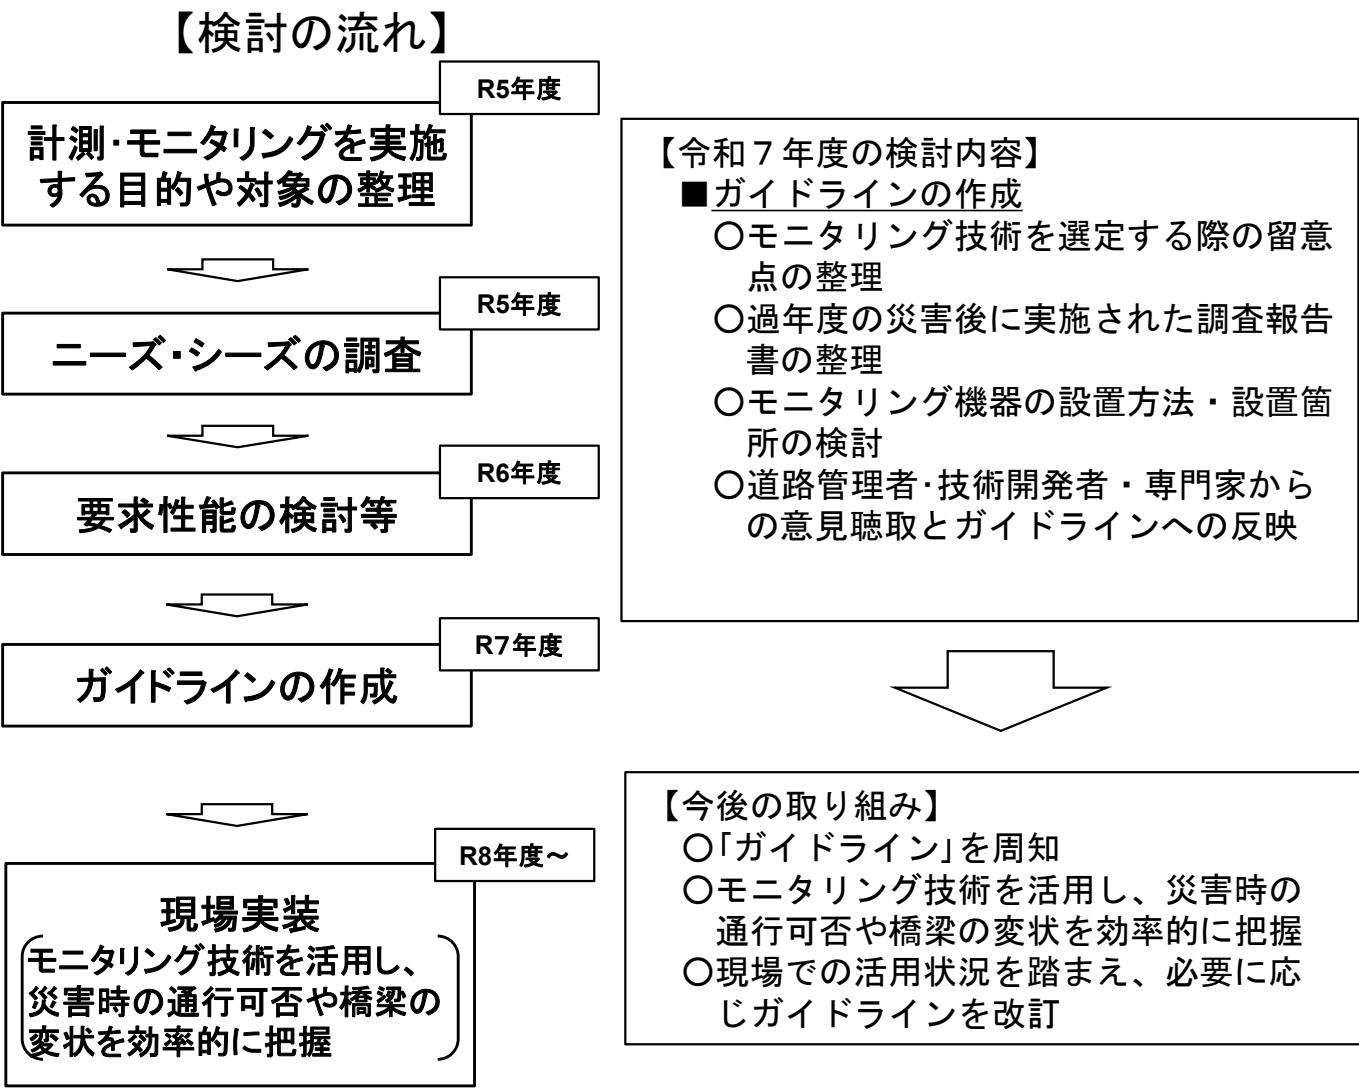 【検討の流れ】
R5年度
計測･モニタリングを実施
する目的や対象の整理
R5年度
ニーズ・シーズの調査
R6年度
要求性能の検討等
R7年度
ガイドラインの作成
R8年度～
現場実装
モニタリング技術を活用し、
災害時の通行可否や橋梁の
変状を効率的に把握
【令和７年度の検討内容】
■ガイドラインの作成
○モニタリング技術を選定する際の留意
点の整理
○過年度の災害後に実施された調査報告
書の整理
○モニタリング機器の設置方法・設置箇
所の検討
○道路管理者･技術開発者・専門家から
の意見聴取とガイドラインへの反映
【今後の取り組み】
○｢ガイドライン｣を周知
○モニタリング技術を活用し、災害時の
通行可否や橋梁の変状を効率的に把握
○現場での活用状況を踏まえ、必要に応
じガイドラインを改訂